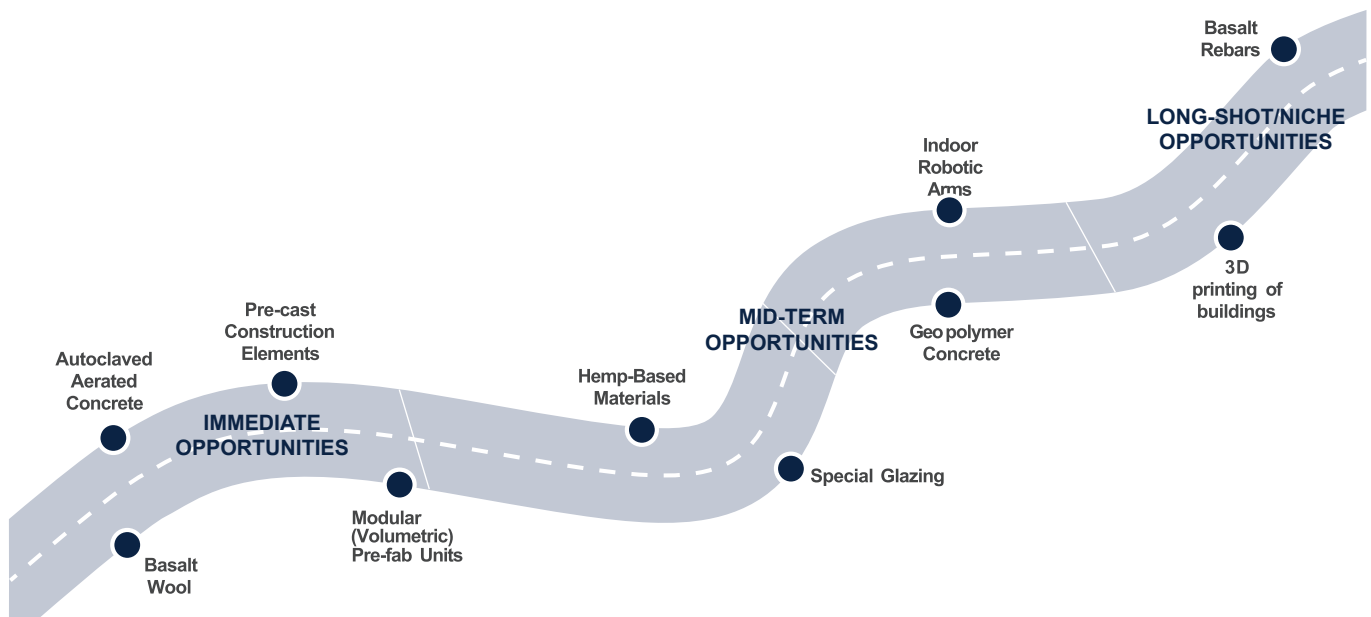 Basalt
Rebars
LONG-SHOT/NICHE
OPPORTUNITIES
Indoor
Robotic
Arms
3D
printing of
buildings
MID-TERM
OPPORTUNITIES
Geopolymer
Concrete
Pre-cast
Construction
Elements
Autoclaved
Aerated
Concrete
Hemp-Based
Materials
IMMEDIATE
OPPORTUNITIES
Special Glazing
Modular
(Volumetric)
Pre-fab Units
Basalt
Wool